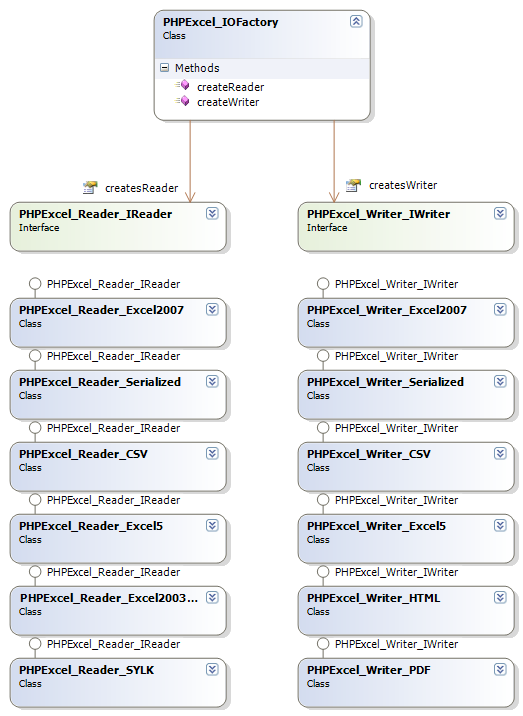 PHPExcel_IOFactory
Class
Methods
createReader
createWriter
createsReader
createsWriter
PHPExcel_Reader_IReader
Interface
PHPExcel_Writer_IWriter
Interface
PHPExcel_Reader_IReader
PHPExcel_Reader_Excel2007
Class
PHPExcel_Reader_IReader
PHPExcel_Reader_Serialized
Class
PHPExcel_Reader_IReader
PHPExcel_Reader_CSV
Class
PHPExcel_Reader_IReader
PHPExcel_Reader_Excel5
Class
PHPExcel_Reader_IReader
PHPExcel_Reader_Excel2003...
Class
PHPExcel_Reader_IReader
PHPExcel_Reader_SYLK
Class
PHPExcel_Writer_IWriter
PHPExcel_Writer_Excel2007
Class
PHPExcel_Writer_IWriter
PHPExcel_Writer_Serialized
Class
PHPExcel_Writer_IWriter
PHPExcel_Writer_CSV
Class
PHPExcel_Writer_IWriter
PHPExcel_Writer_Excel5
Class
PHPExcel_Writer_IWriter
PHPExcel_Writer_HTML
Class
PHPExcel_Writer_IWriter
PHPExcel_Writer_PDF
Class